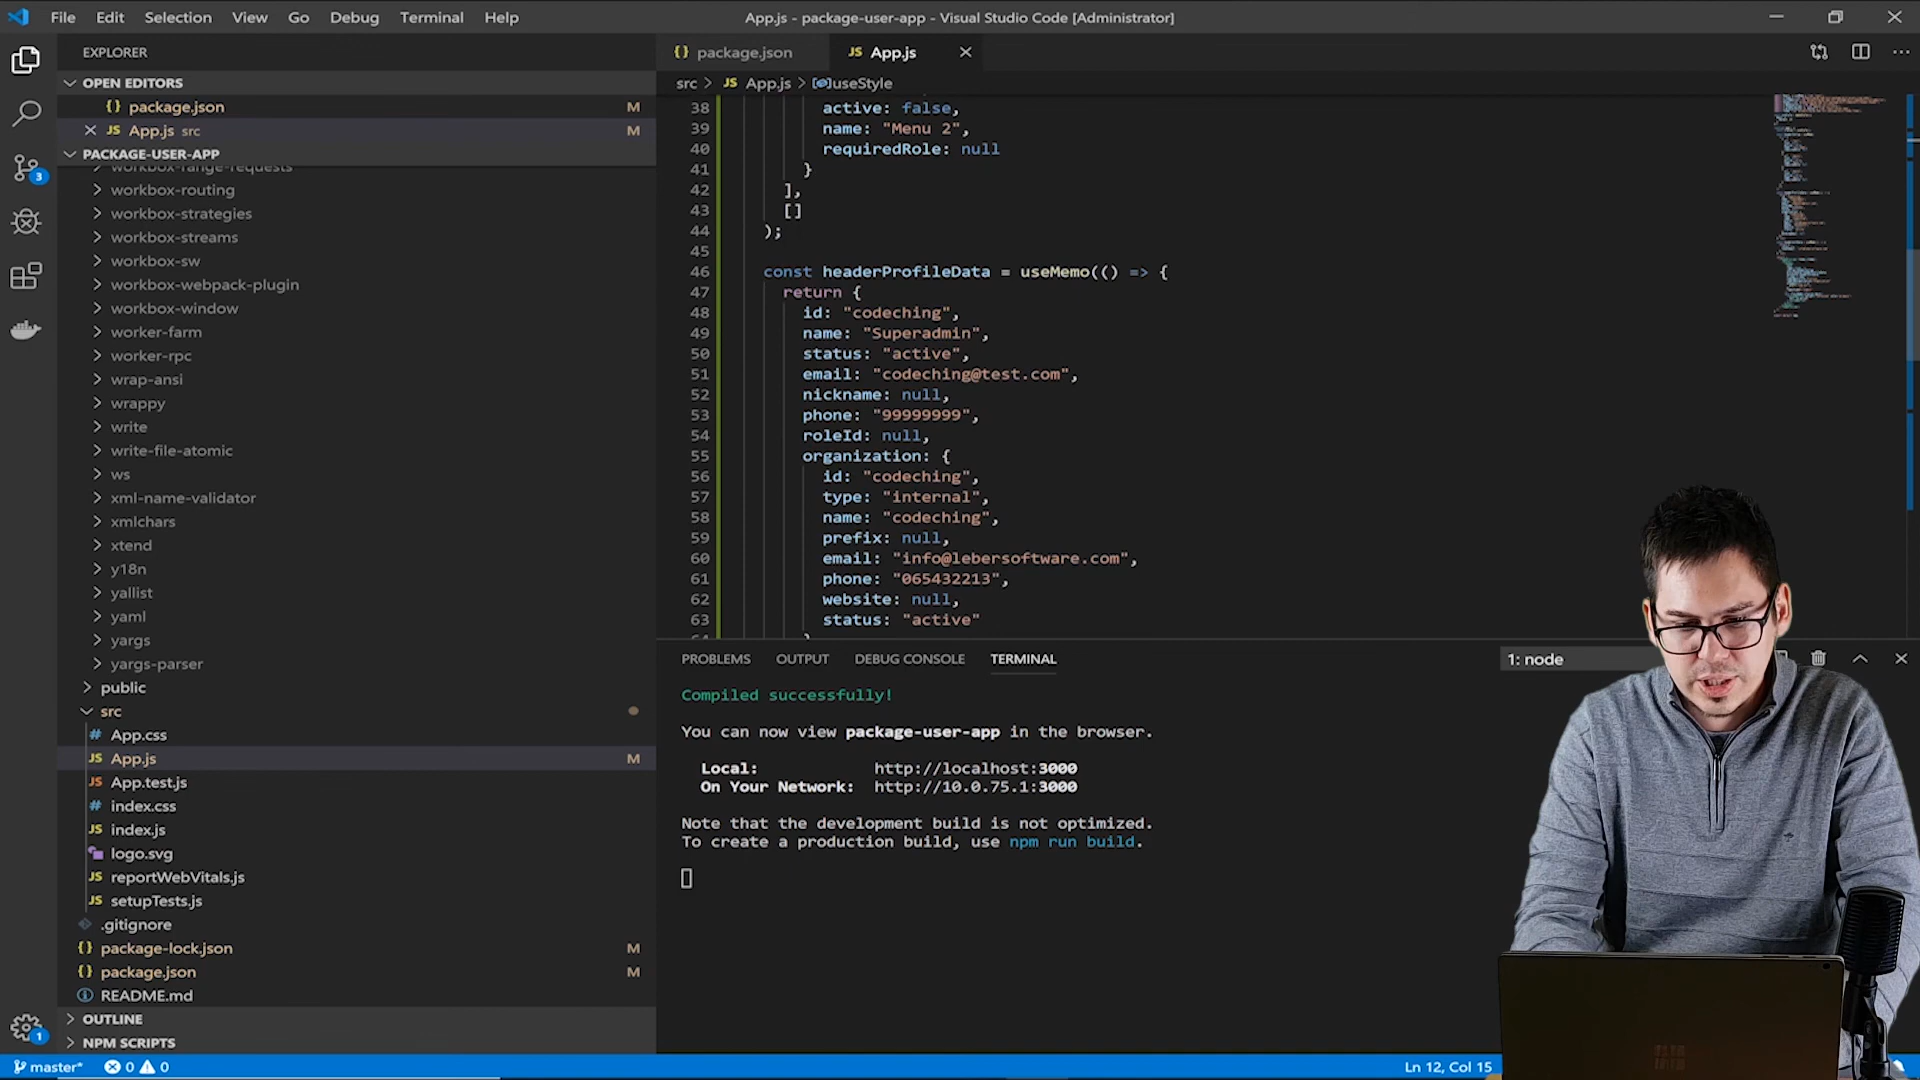 File Edit Selection View Go Debug Terminal Help
App.js - package-user-app - Visual Studio Code [Administrator]
EXPLORER
OPEN EDITORS
package.json M
App.js src M
PACKAGE-USER-APP
workbox-range-requests
workbox-routing
workbox-strategies
workbox-streams
workbox-sw
workbox-webpack-plugin
workbox-window
worker-farm
worker-rpc
wrap-ansi
wrappy
write
write-file-atomic
ws
xml-name-validator
xmlchars
xtend
y18n
yallist
yaml
yargs
yargs-parser
public
src
App.css
App.js M
App.test.js
index.css
index.js
logo.svg
reportWebVitals.js
setupTests.js
.gitignore
package-lock.json M
package.json M
README.md
OUTLINE
NPM SCRIPTS
3
1
package.json
JS App.js
src > JS App.js > useStyle
38 active: false,
39 name: "Menu 2",
40 requiredRole: null
41 }
42 ],
43 []
44 );
45
46 const headerProfileData = useMemo(() => {
47 return {
48 id: "codeching",
49 name: "Superadmin",
50 status: "active",
51 email: "codeching@test.com",
52 nickname: null,
53 phone: "99999999",
54 roleId: null,
55 organization: {
56 id: "codeching",
57 type: "internal",
58 name: "codeching",
59 prefix: null,
60 email: "info@lebersoftware.com",
61 phone: "065432213",
62 website: null,
63 status: "active"
PROBLEMS OUTPUT DEBUG CONSOLE TERMINAL
1: node
Compiled successfully!
You can now view package-user-app in the browser.
Local: http://localhost:3000
On Your Network: http://10.0.75.1:3000
Note that the development build is not optimized.
To create a production build, use npm run build.
master* 0 0
Ln 12, Col 15